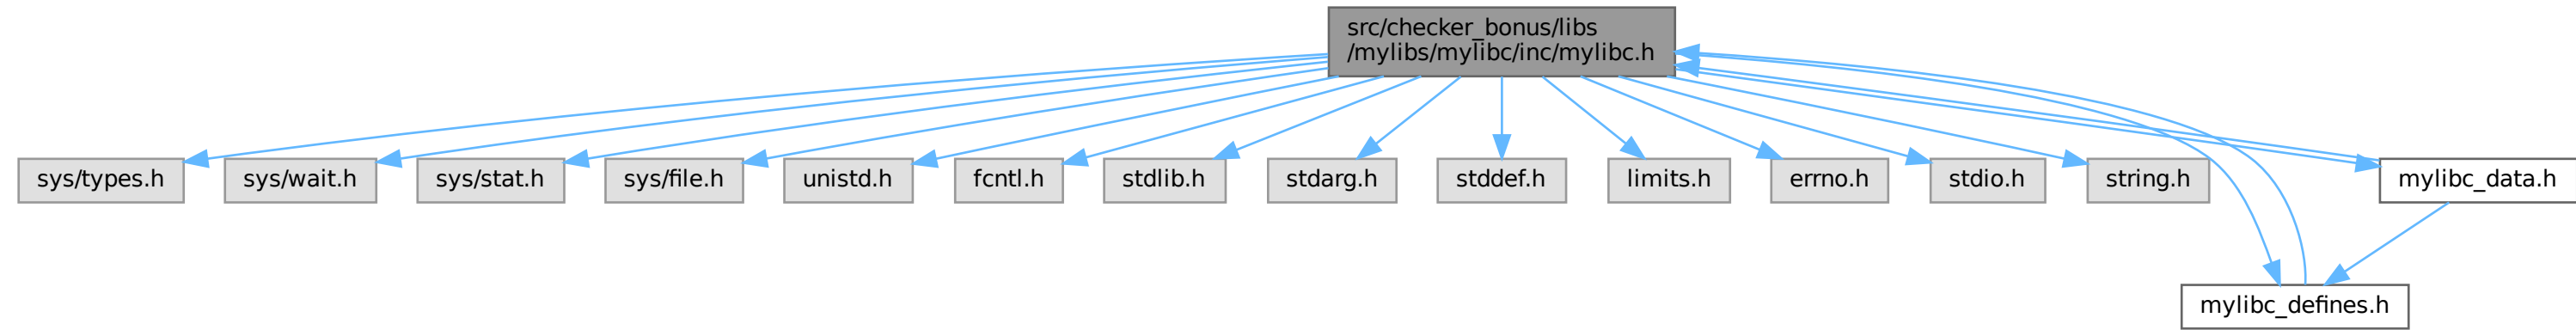 src/checker_bonus/libs
/mylibs/mylibc/inc/mylibc.h
sys/types.h
sys/wait.h
sys/stat.h
sys/file.h
unistd.h
fcntl.h
stdlib.h
stdarg.h
stddef.h
limits.h
errno.h
stdio.h
string.h
mylibc_data.h
mylibc_defines.h